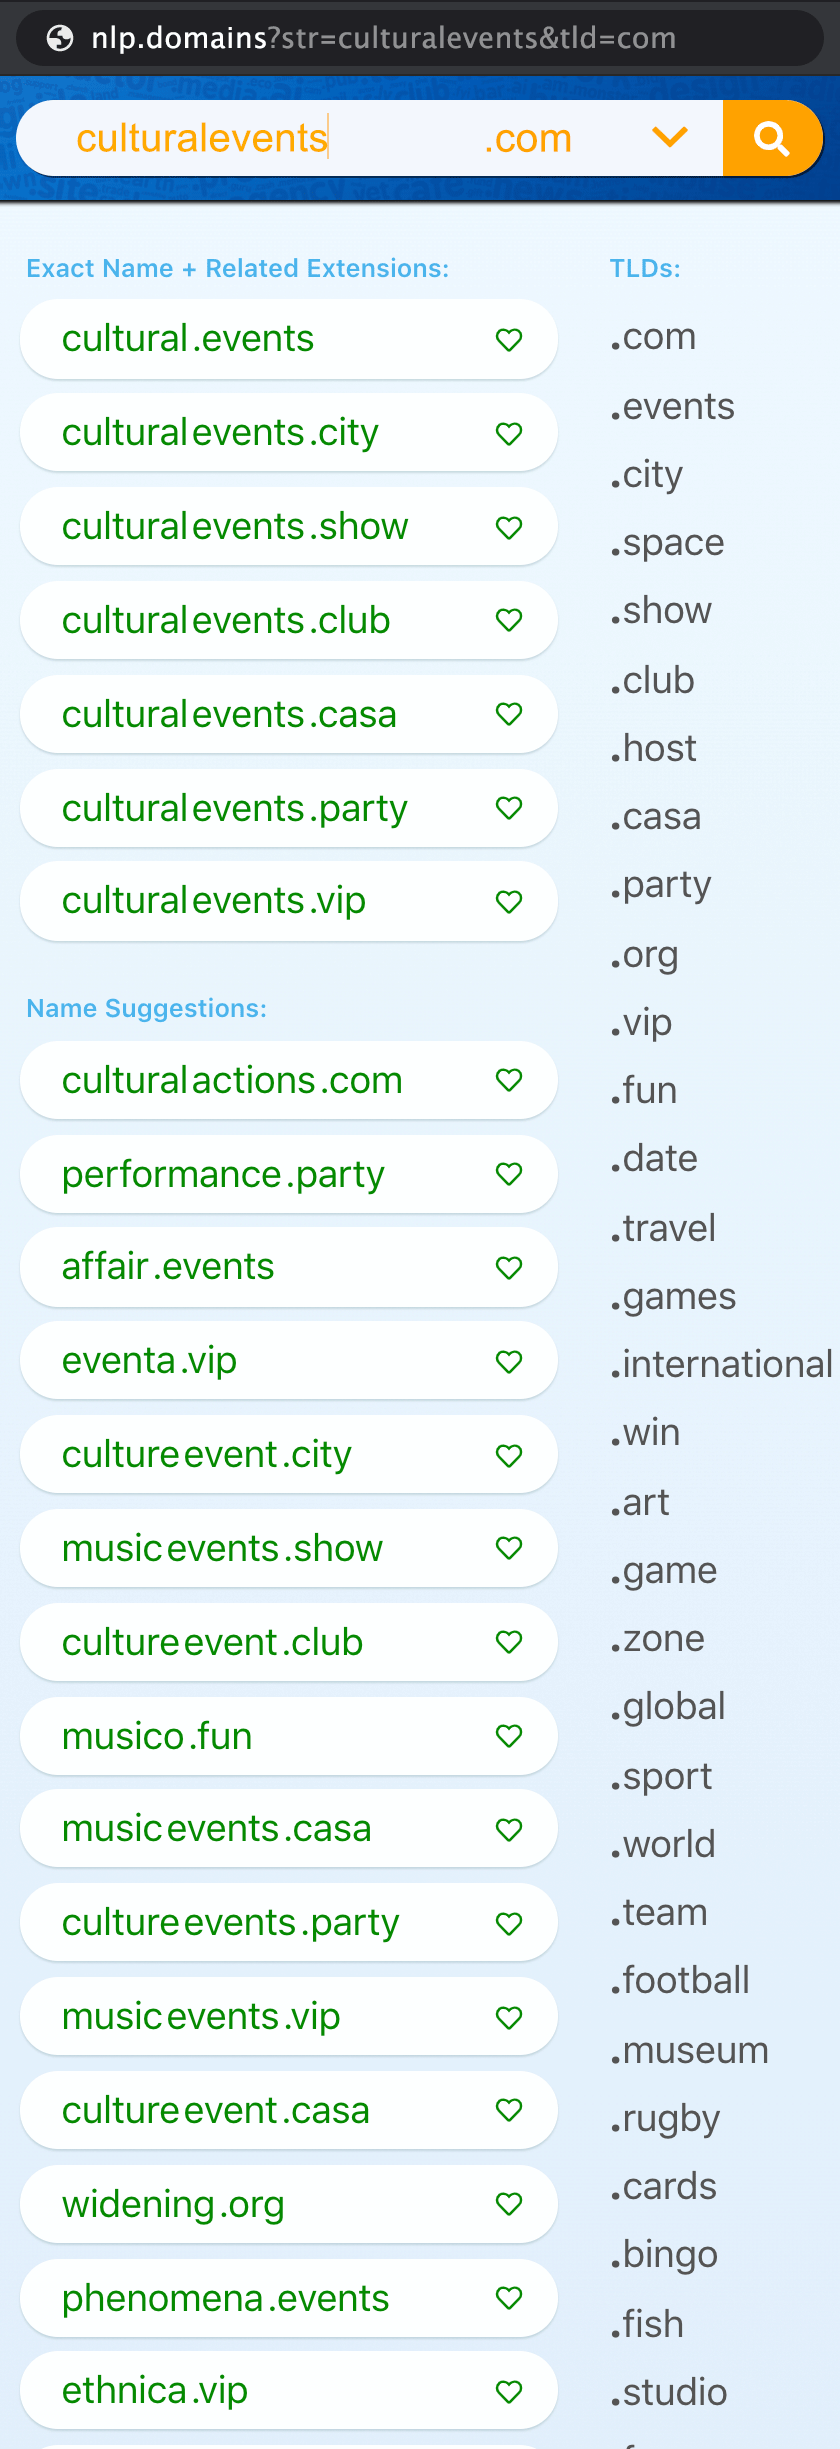 nlp.domains?str=culturalevents&tld=com
culturalevents .com
Exact Name + Related Extensions:
cultural.events
culturalevents.city
culturalevents.show
culturalevents.club
culturalevents.casa
culturalevents.party
culturalevents.vip
Name Suggestions:
culturalactions.com
performance.party
affair.events
eventa.vip
cultureevent.city
musicevents.show
cultureevent.club
musico.fun
musicevents.casa
cultureevents.party
musicevents.vip
cultureevent.casa
widening.org
phenomena.events
ethnica.vip
TLDs:
.com
.events
.city
.space
.show
.club
.host
.casa
.party
.org
.vip
.fun
.date
.travel
.games
.international
.win
.art
.game
.zone
.global
.sport
.world
.team
.football
.museum
.rugby
.cards
.bingo
.fish
.studio